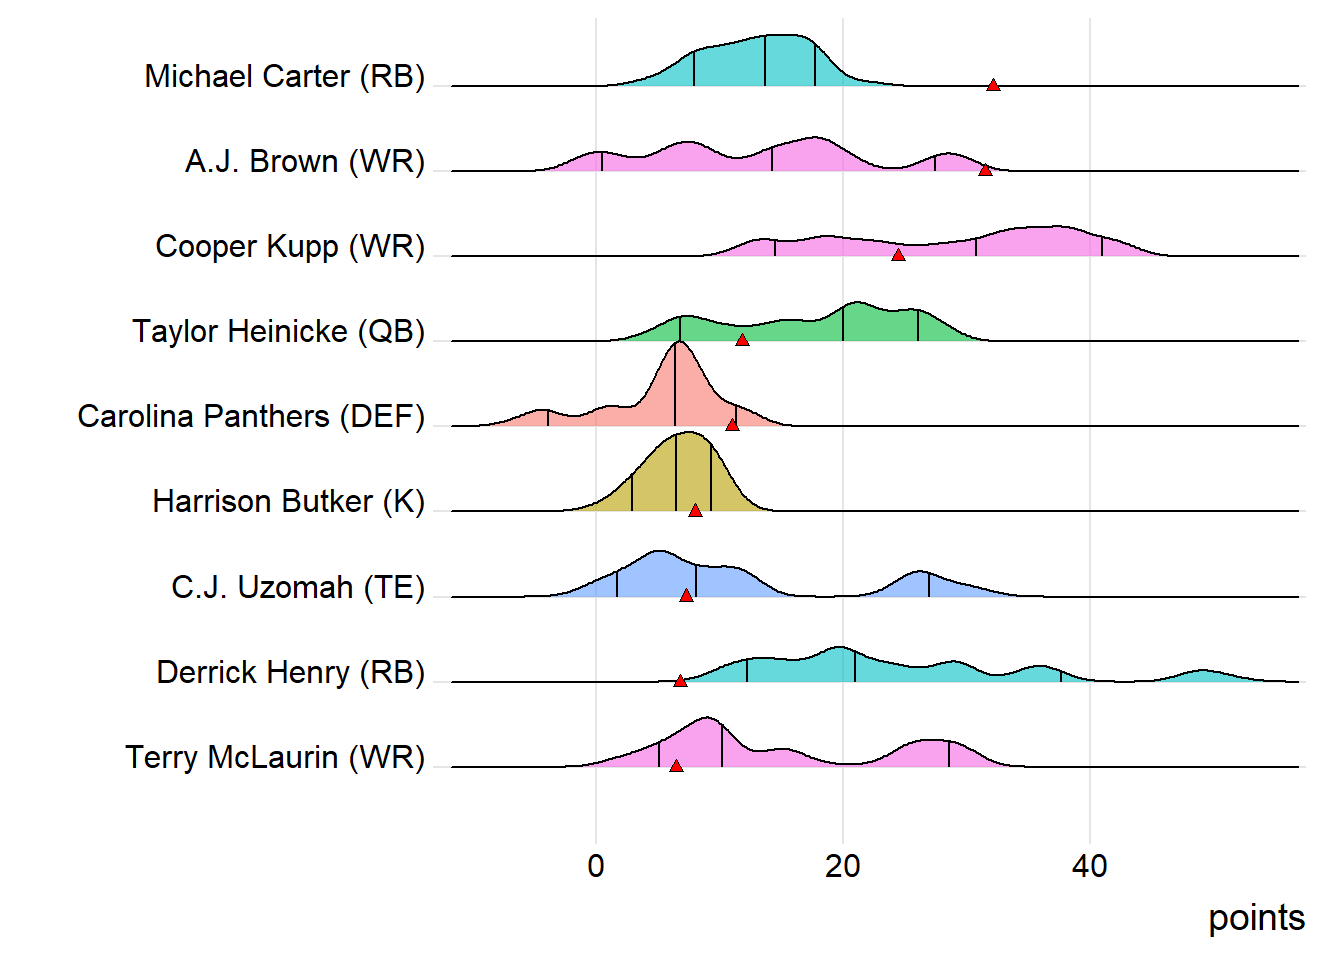 Michael Carter (RB)
A.J. Brown (WR)
Cooper Kupp (WR)
Taylor Heinicke (QB)
Carolina Panthers (DEF)
Harrison Butker (K)
C.J. Uzomah (TE)
Derrick Henry (RB)
Terry McLaurin (WR)
0 20 40
points